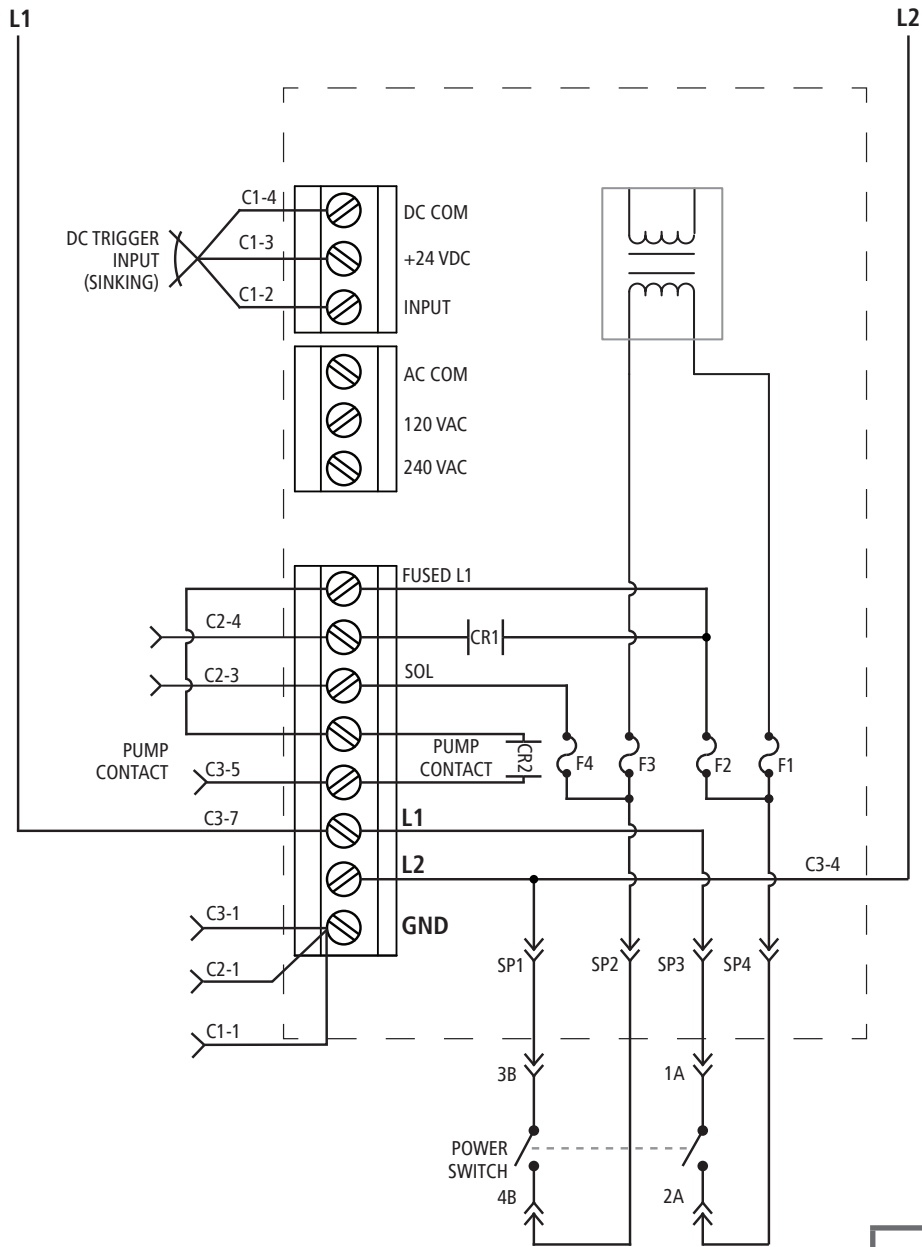 L1
L2
C1-4
DC COM
DC TRIGGER
INPUT
(SINKING)
C1-3
+24 VDC
C1-2
INPUT
AC COM
120 VAC
240 VAC
FUSED L1
C2-4
CR1
C2-3
SOL
PUMP
CONTACT
PUMP
CONTACT
CR2
F4
F3
F2
F1
C3-5
C3-7
L1
L2
C3-4
C3-1
GND
C2-1
SP1
SP2
SP3
SP4
C1-1
3B
1A
POWER
SWITCH
4B
2A